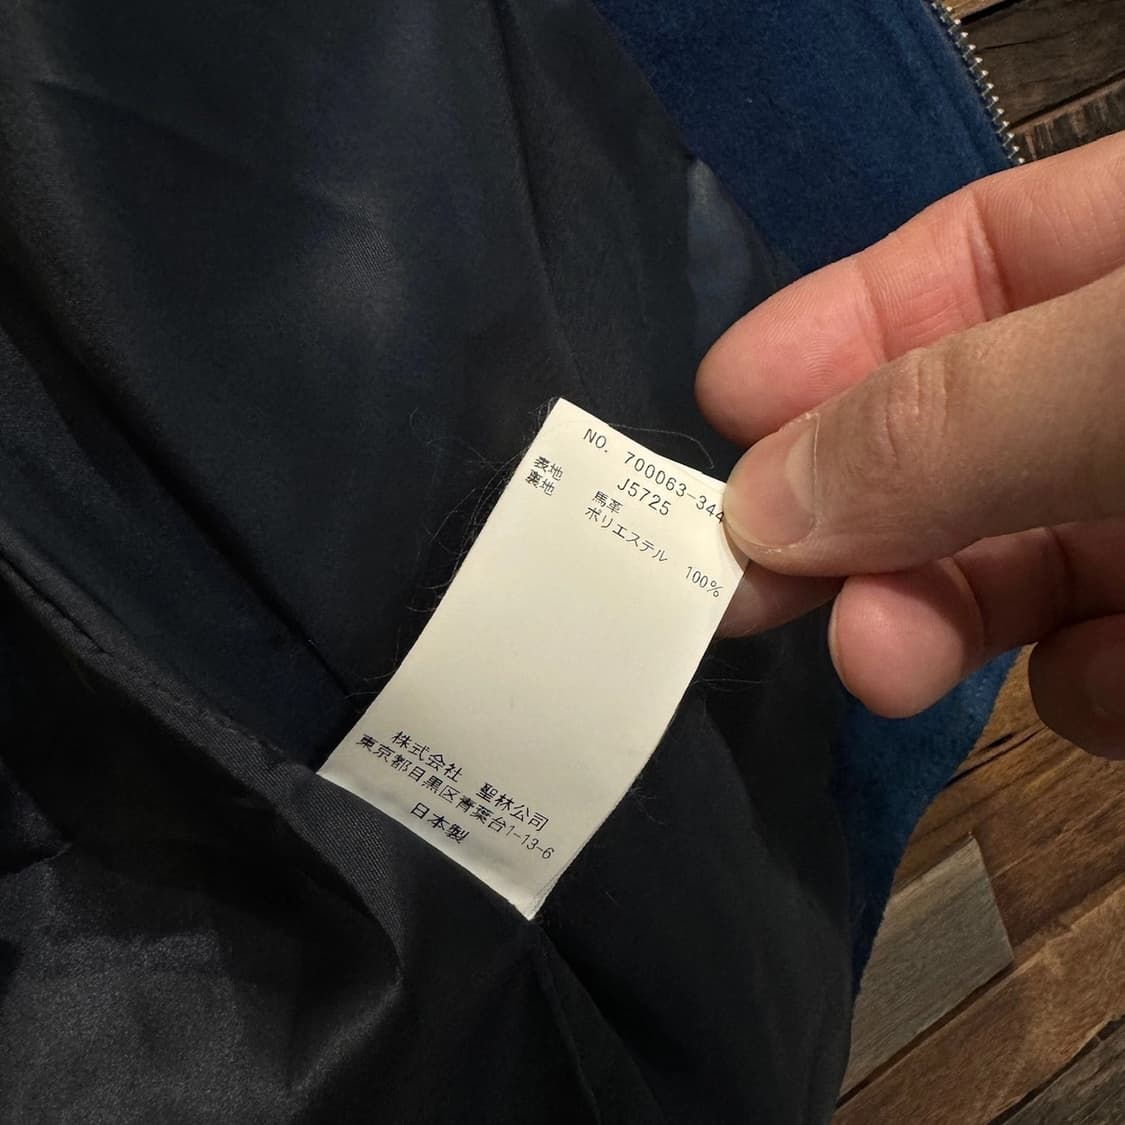 NO. 700063-344
J5725
表地 馬革
裏地 ポリエステル 100%
株式会社 聖林公司
東京都目黒区青葉台1-13-6
日本製